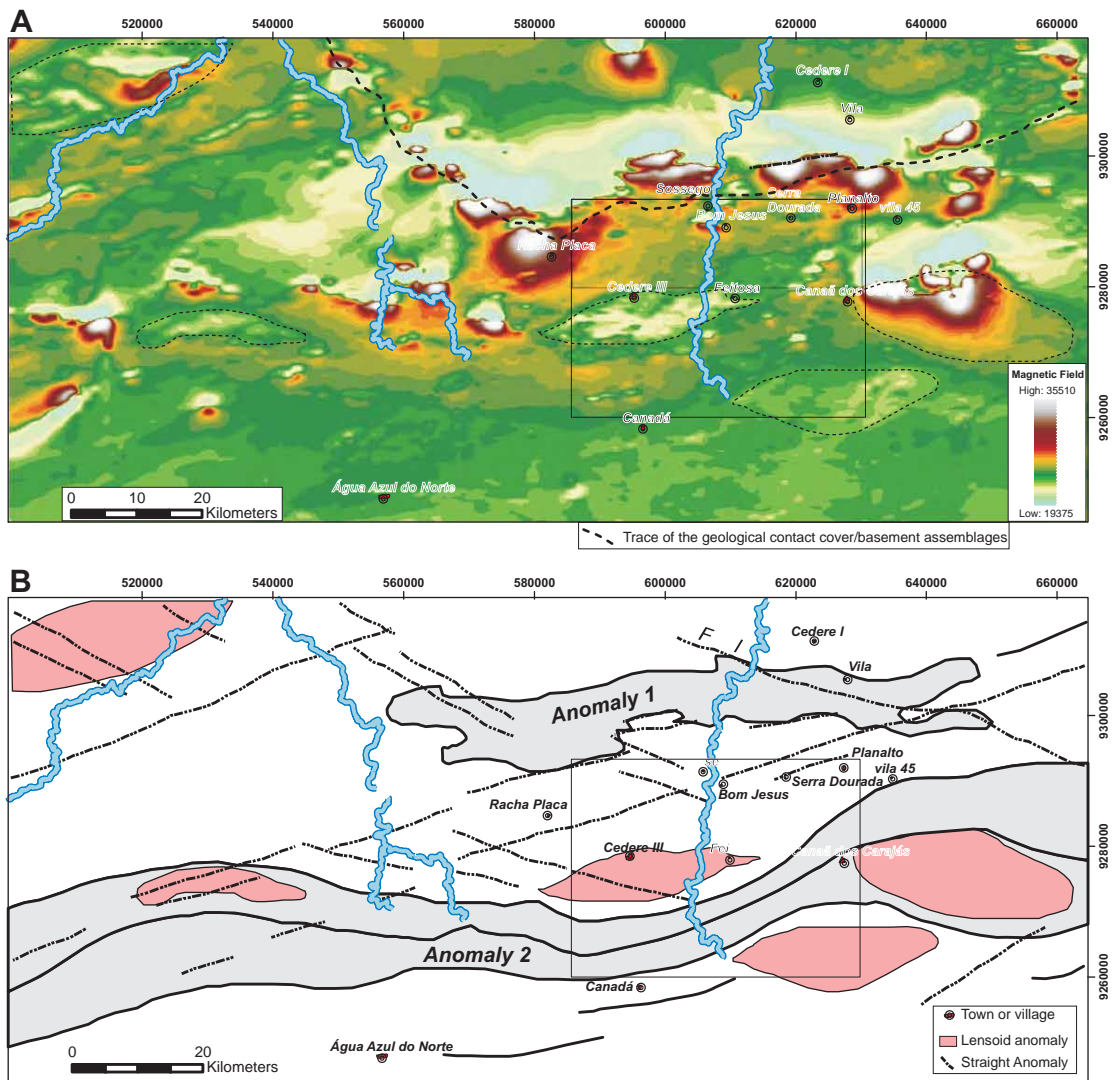 A
520000 540000 560000 580000 600000 620000 640000 660000
Cedere I
Vila
9300000
Sossego
Serra
Bom Jesus
Dourada
Planalto
vila 45
Racha Placa
9280000
Cedere III
Feitosa
Canaã dos Carajás
Magnetic Field
High: 35510
Low: 19375
9260000
Canadá
Água Azul do Norte
0 10 20
Kilometers
Trace of the geological contact cover/basement assemblages
B
520000 540000 560000 580000 600000 620000 640000 660000
F I
Cedere I
Vila
Anomaly 1
9300000
Planalto
vila 45
Serra Dourada
Bom Jesus
Racha Placa
9280000
Cedere III
Fei
Canaã dos Carajás
Anomaly 2
9260000
Canadá
Água Azul do Norte
0 10 20
Kilometers
Town or village
Lensoid anomaly
Straight Anomaly